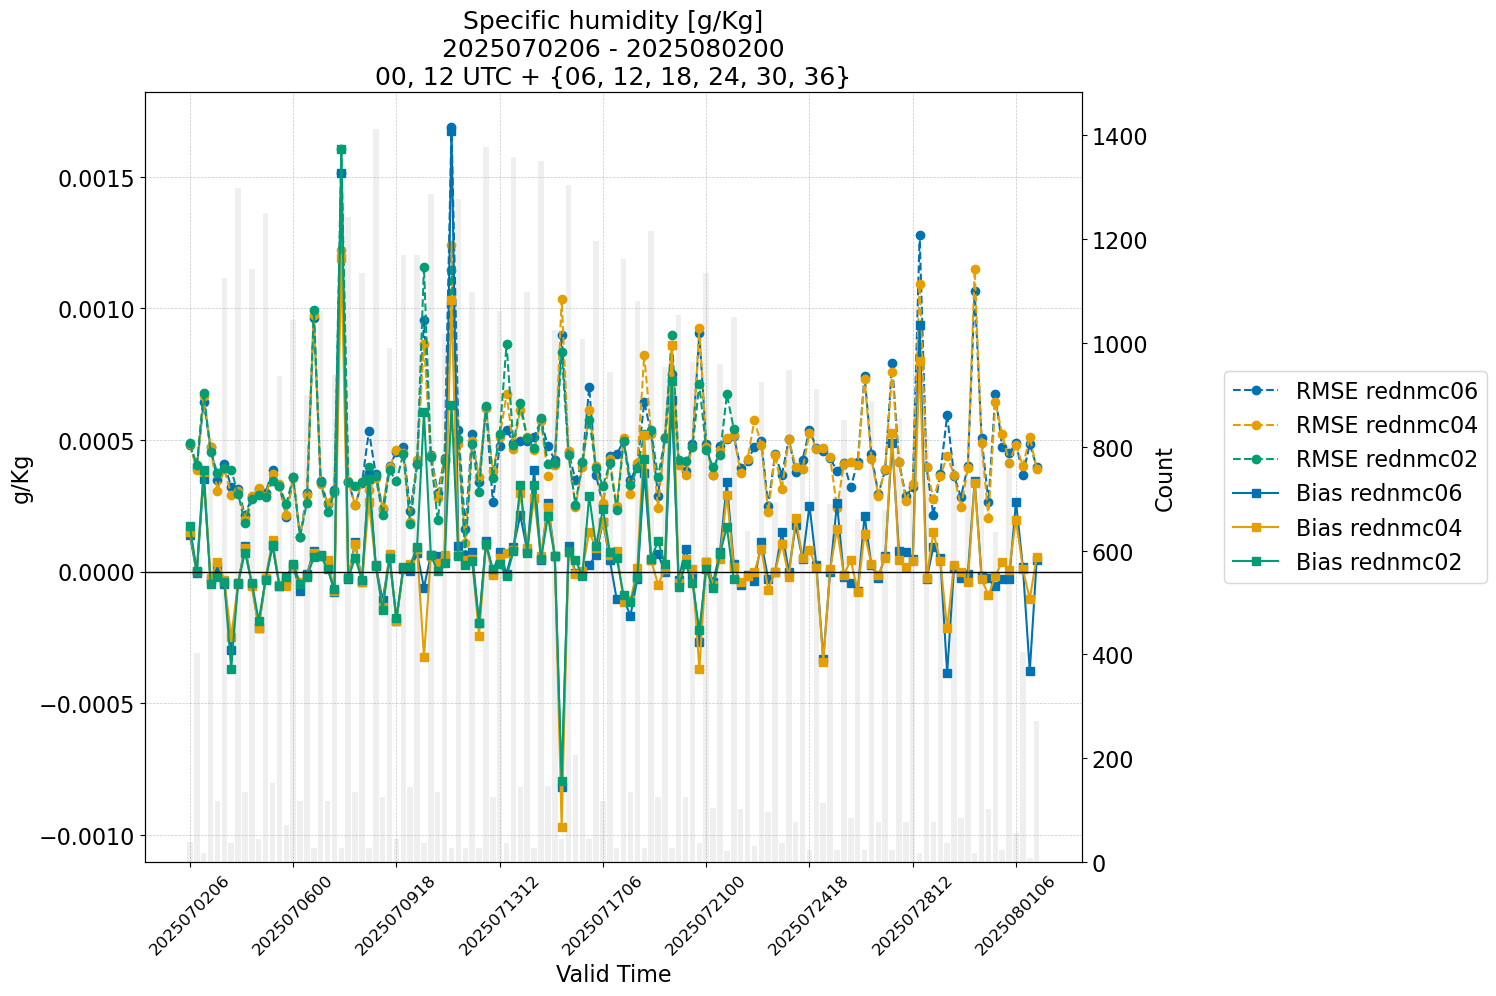 Specific humidity [g/Kg]
2025070206 - 2025080200
00, 12 UTC + {06, 12, 18, 24, 30, 36}
g/Kg
0.0015
0.0010
0.0005
0.0000
−0.0005
−0.0010
1400
1200
1000
800
600
400
200
0
Count
RMSE rednmc06
RMSE rednmc04
RMSE rednmc02
Bias rednmc06
Bias rednmc04
Bias rednmc02
2025070206
2025070600
2025070918
2025071312
2025071706
2025072100
2025072418
2025072812
2025080106
Valid Time